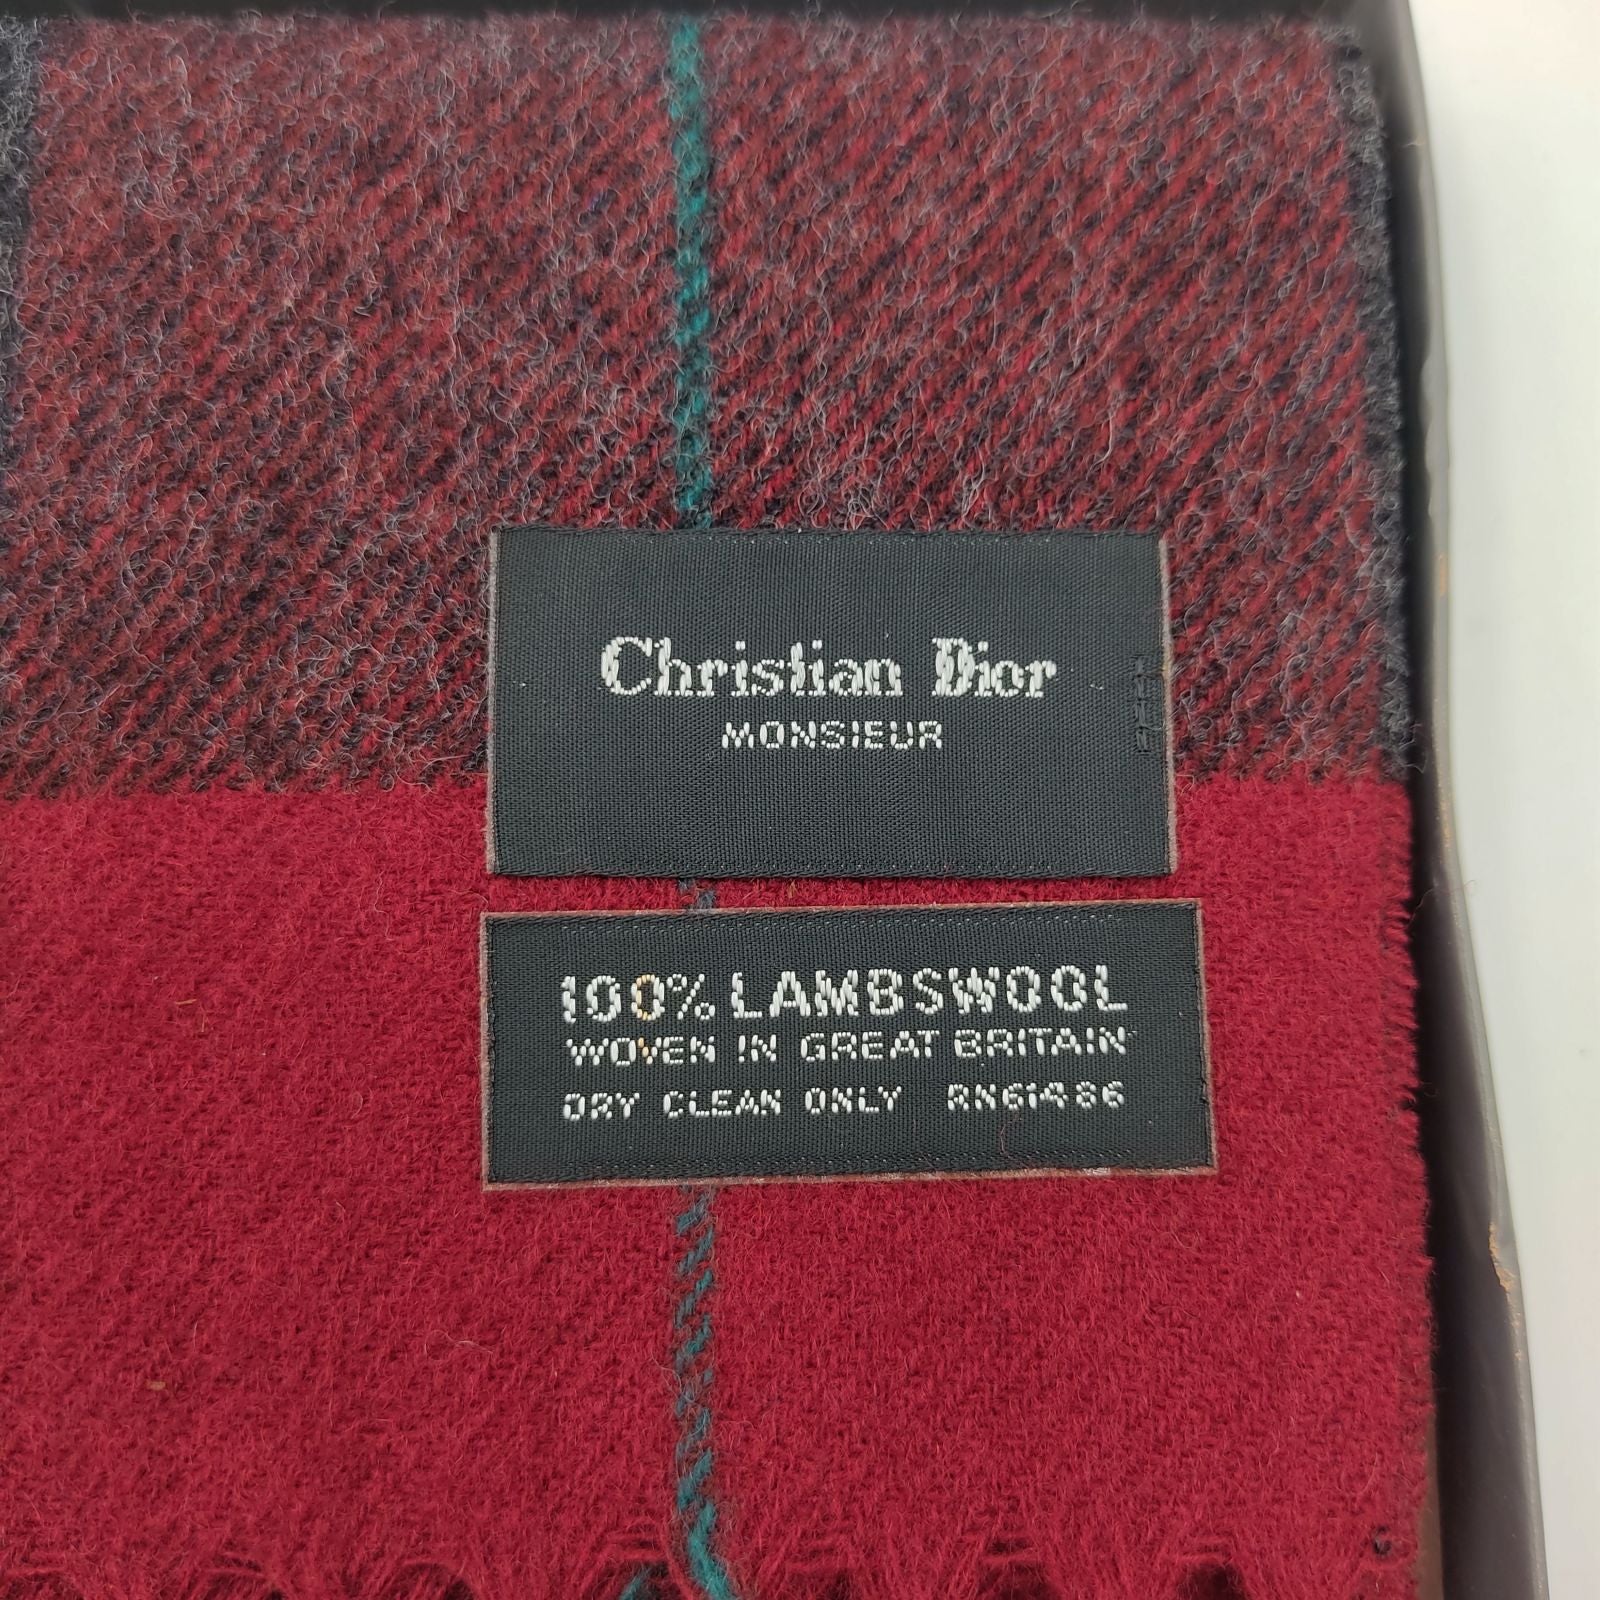 Christian Dior
MONSIEUR
100% LAMBSWOOL
WOVEN IN GREAT BRITAIN
DRY CLEAN ONLY RN61486